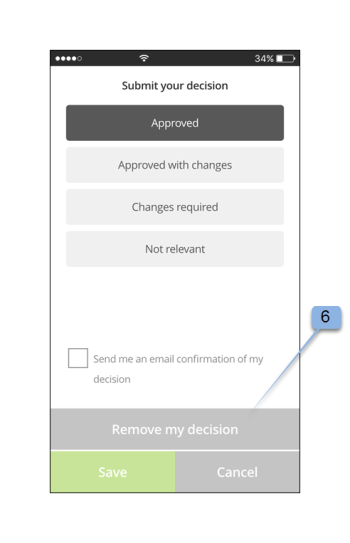 34%
Submit your decision
Approved
Approved with changes
Changes required
Not relevant
6
Send me an email confirmation of my
decision
Remove my decision
Save Cancel